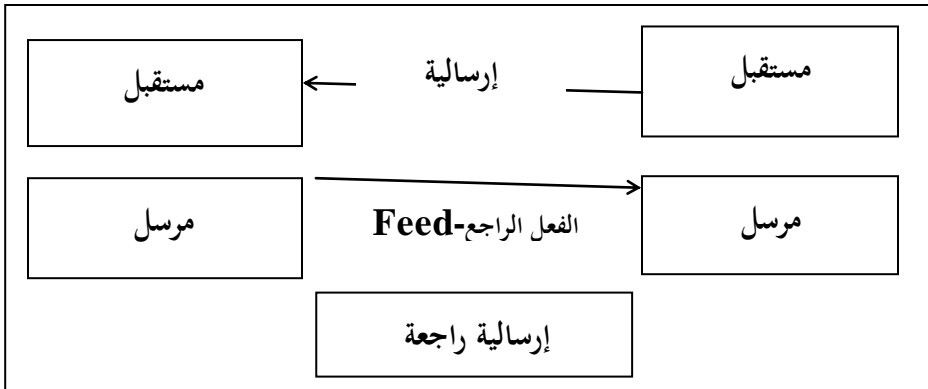 مستقبل
إرسالية
مستقبل
مرسل
الفعل الراجع-Feed
مرسل
إرسالية راجعة